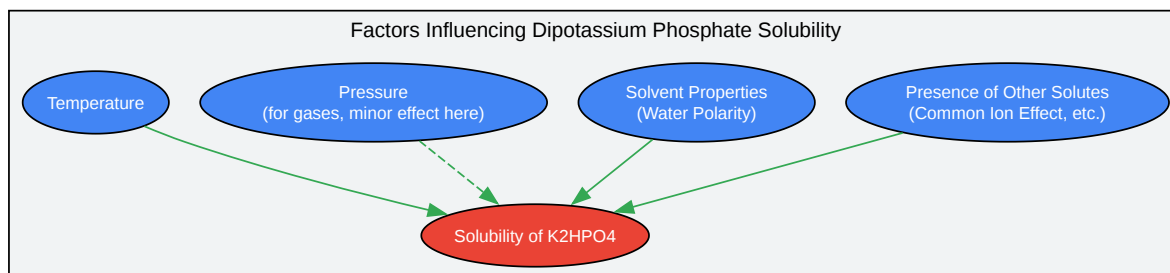 Factors Influencing Dipotassium Phosphate Solubility
Temperature
Pressure
(for gases, minor effect here)
Solvent Properties
(Water Polarity)
Presence of Other Solutes
(Common Ion Effect, etc.)
Solubility of K2HPO4